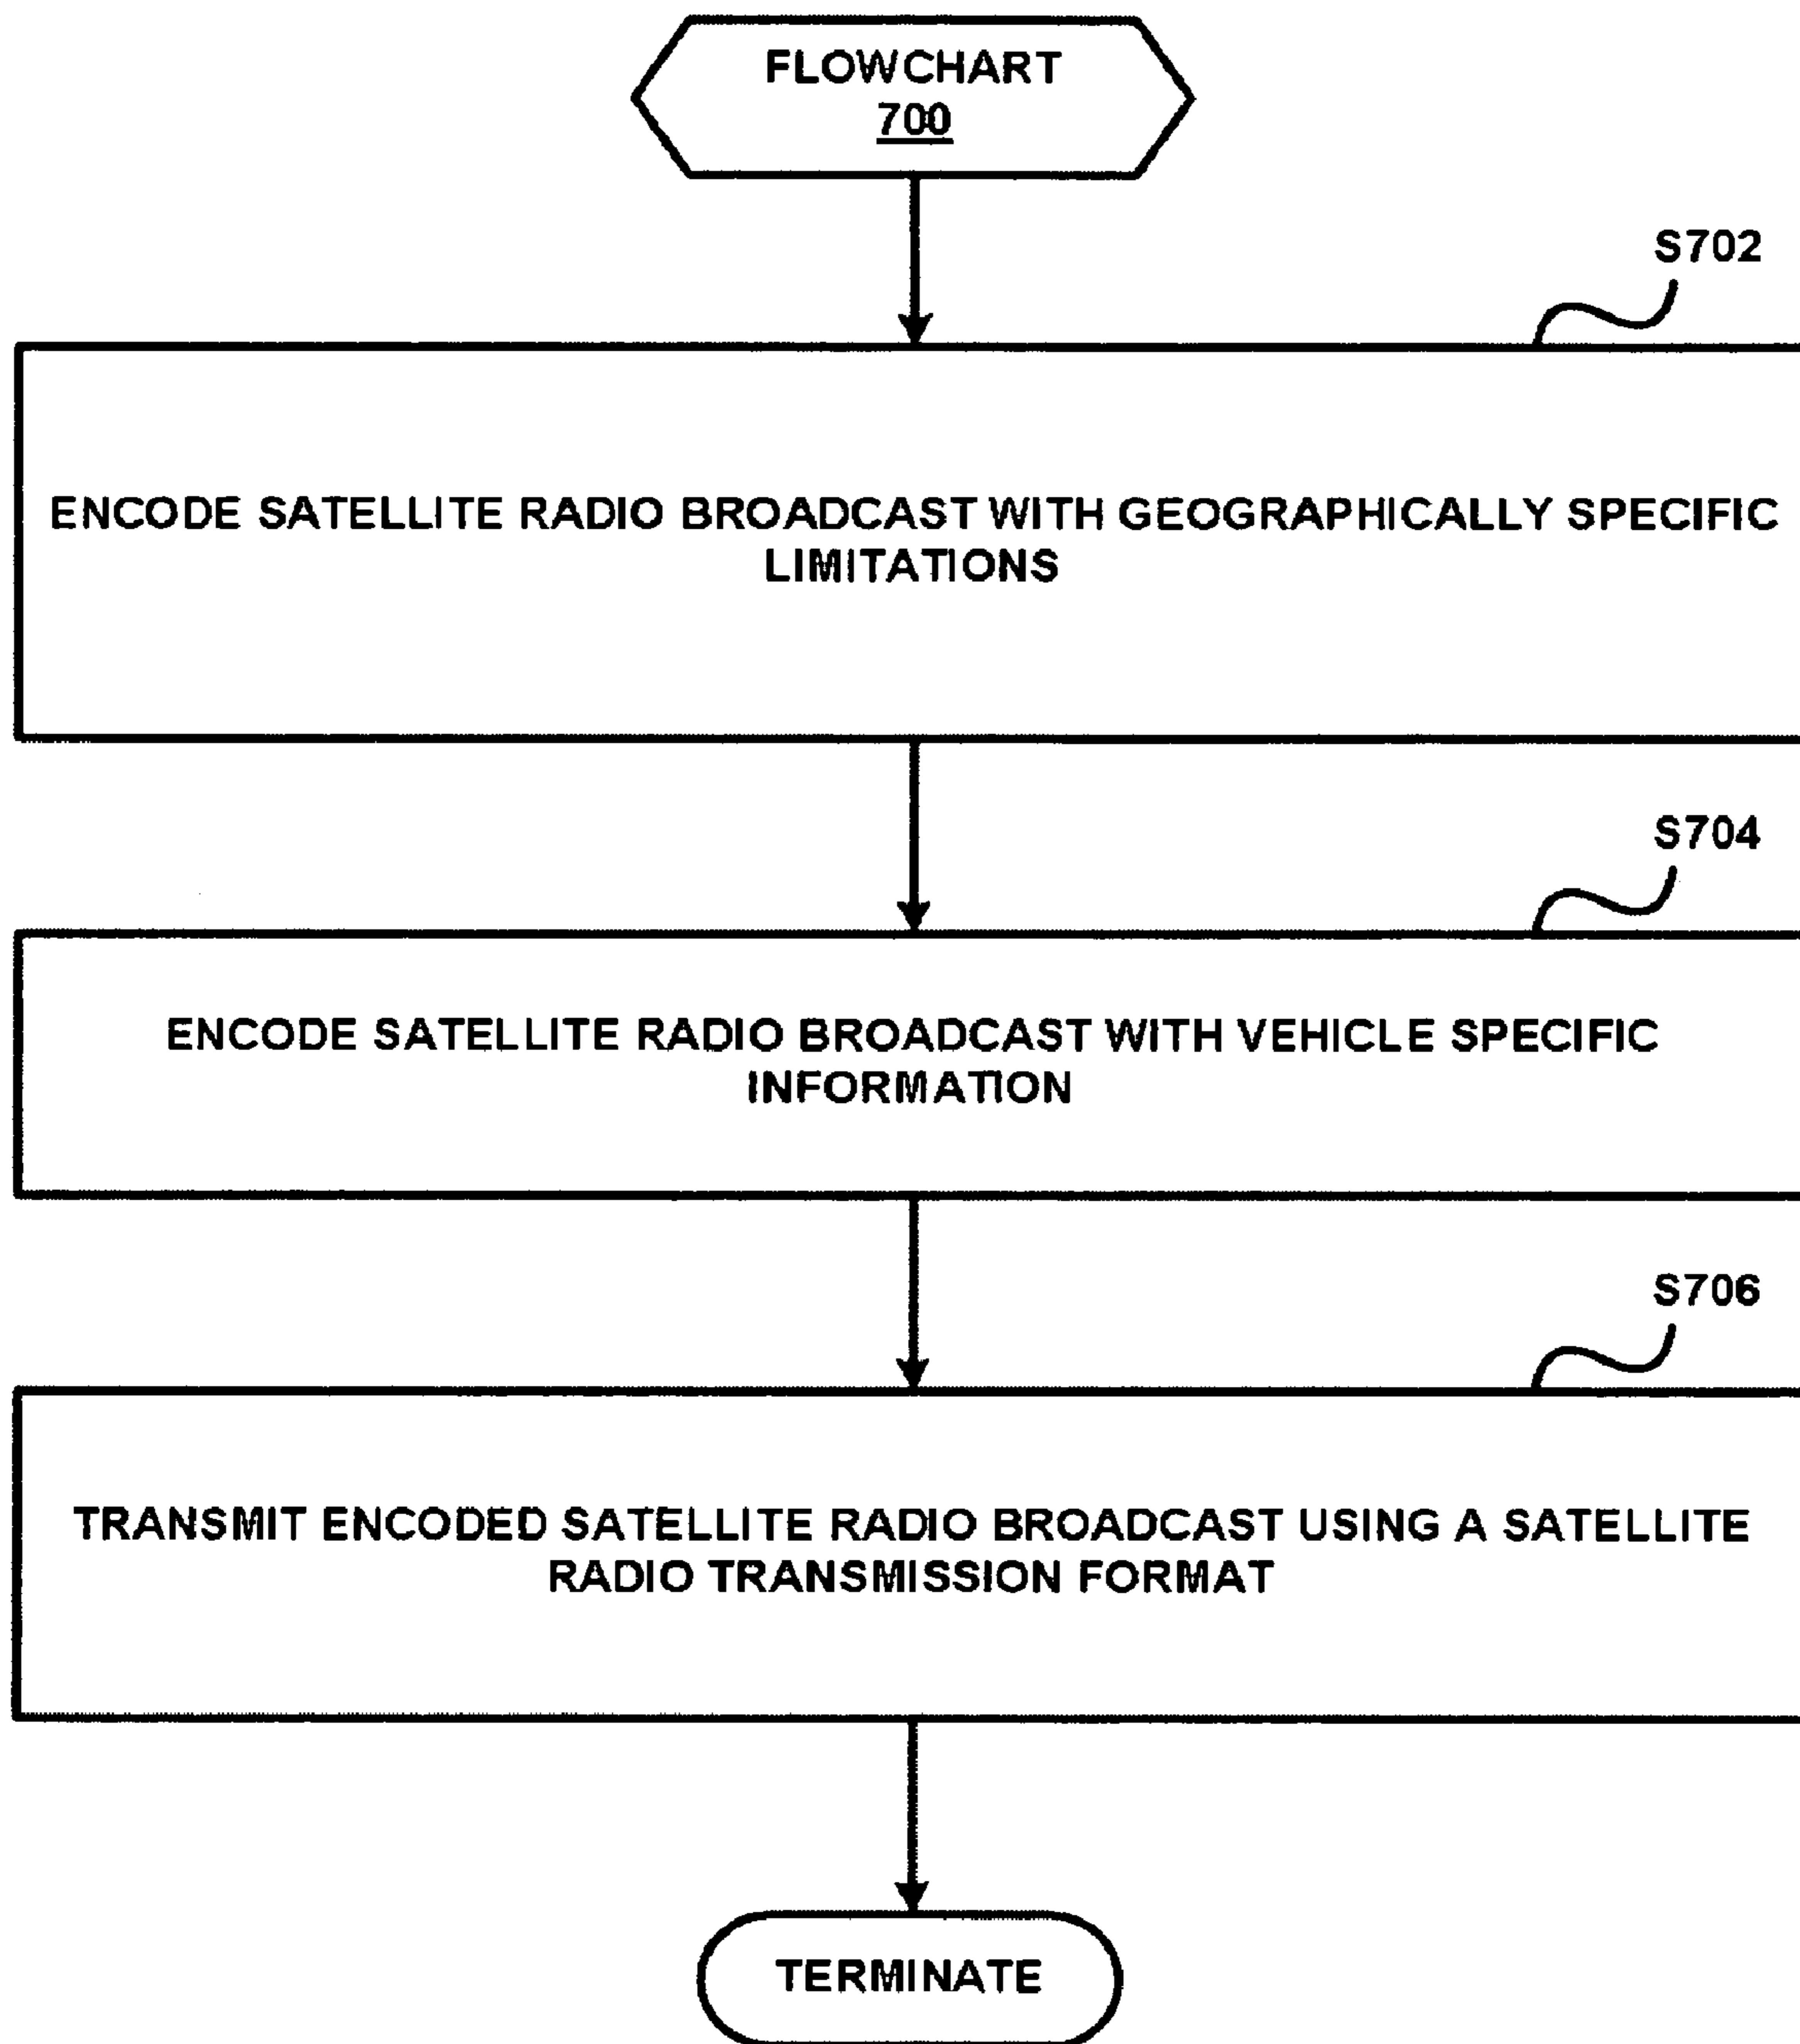 FLOWCHART
700
S702
ENCODE SATELLITE RADIO BROADCAST WITH GEOGRAPHICALLY SPECIFIC
LIMITATIONS
S704
ENCODE SATELLITE RADIO BROADCAST WITH VEHICLE SPECIFIC
INFORMATION
S706
TRANSMIT ENCODED SATELLITE RADIO BROADCAST USING A SATELLITE
RADIO TRANSMISSION FORMAT
TERMINATE